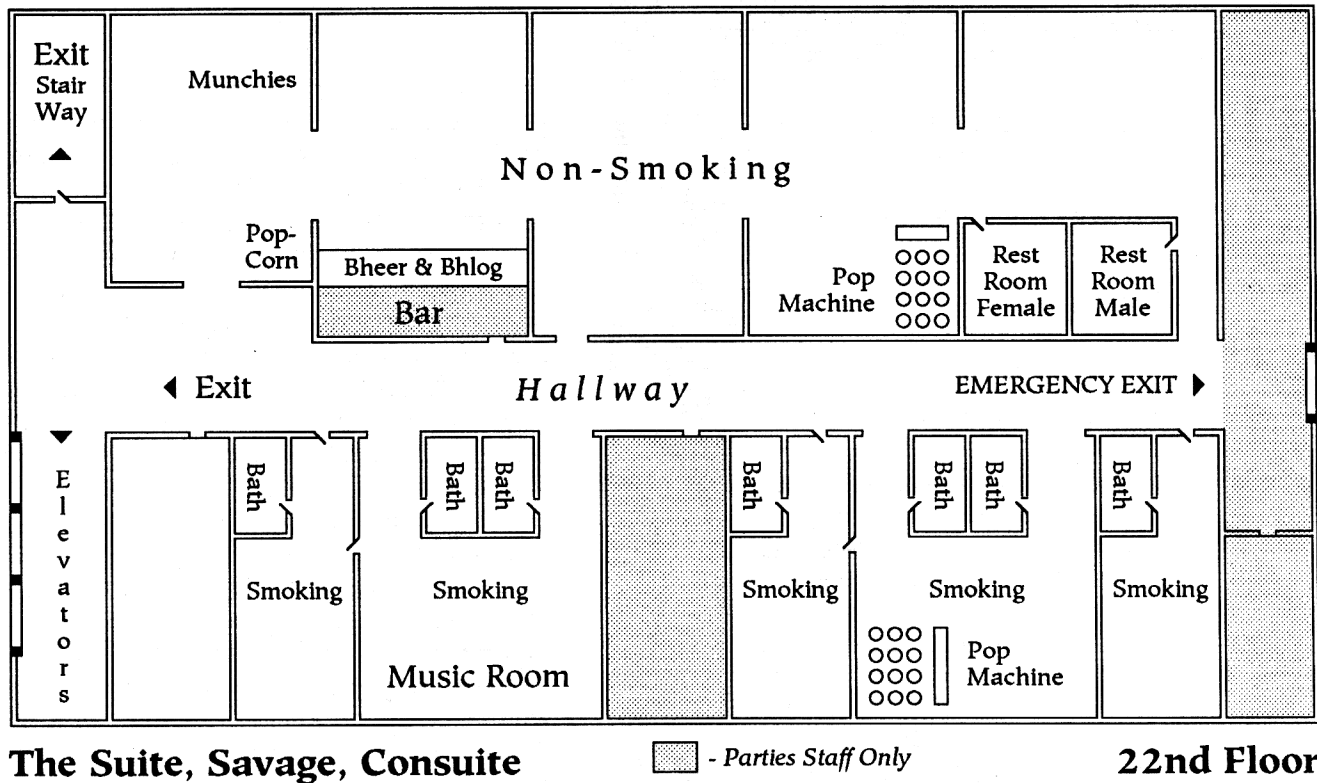 Exit
Stair
Way
Munchies
Non-Smoking
Pop-
Corn
Bheer & Bhlog
Bar
Pop
Machine
Rest
Room
Female
Rest
Room
Male
Exit
Hallway
EMERGENCY EXIT
Elevators
Bath
Bath
Bath
Bath
Bath
Bath
Bath
Smoking
Smoking
Smoking
Smoking
Smoking
Music Room
Pop
Machine
The Suite, Savage, Consuite
- Parties Staff Only
22nd Floor